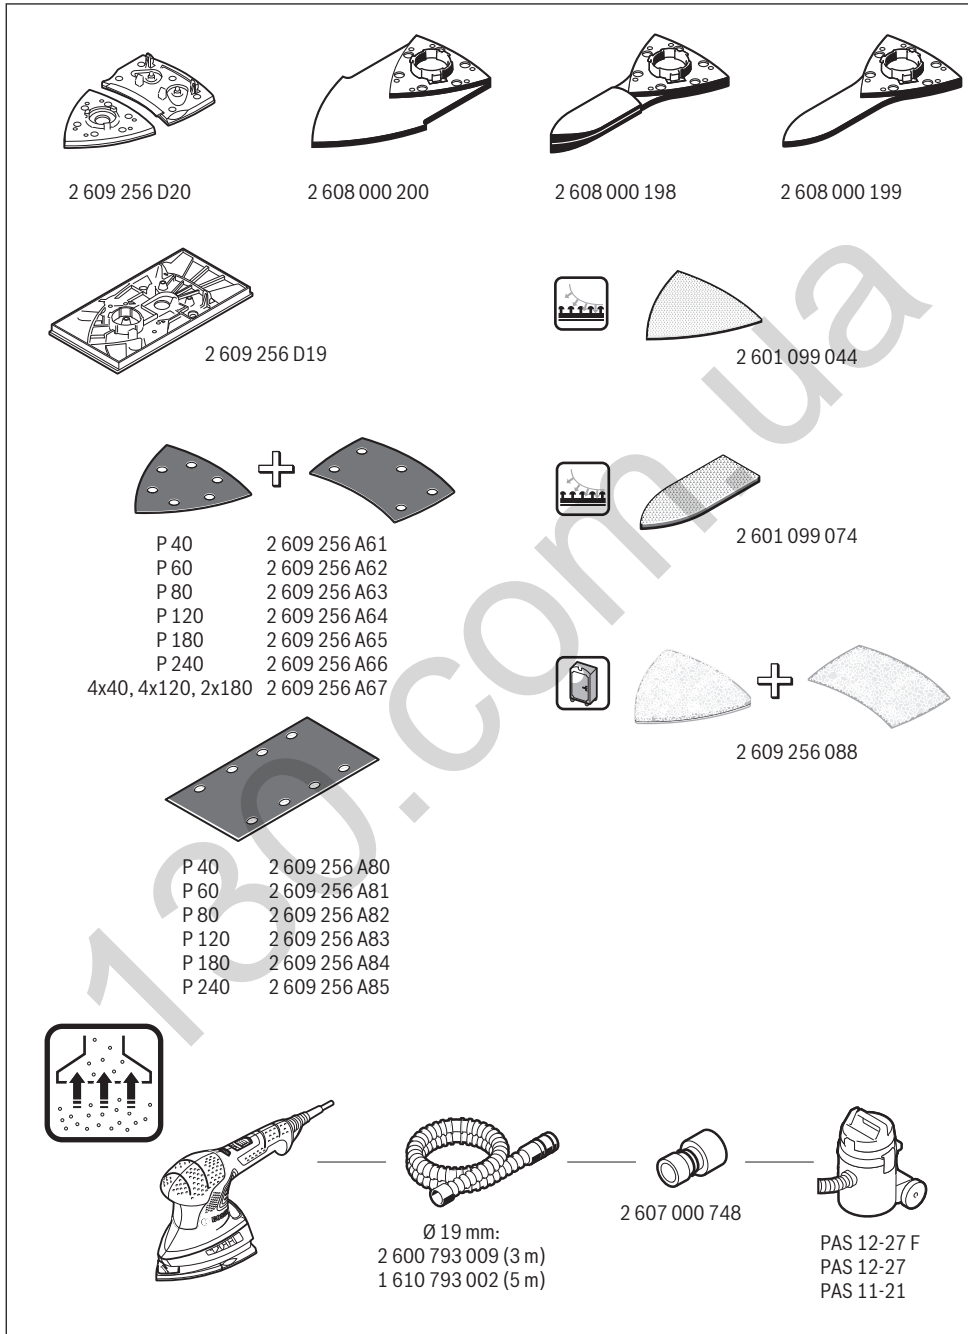 2 609 256 D20
2 608 000 200
2 608 000 198
2 608 000 199
2 609 256 D19
2 601 099 044
P 40 2 609 256 A61
P 60 2 609 256 A62
P 80 2 609 256 A63
P 120 2 609 256 A64
P 180 2 609 256 A65
P 240 2 609 256 A66
4x40, 4x120, 2x180 2 609 256 A67
2 601 099 074
2 609 256 088
P 40 2 609 256 A80
P 60 2 609 256 A81
P 80 2 609 256 A82
P 120 2 609 256 A83
P 180 2 609 256 A84
P 240 2 609 256 A85
Ø 19 mm:
2 600 793 009 (3 m)
1 610 793 002 (5 m)
2 607 000 748
PAS 12-27 F
PAS 12-27
PAS 11-21
130.com.ua